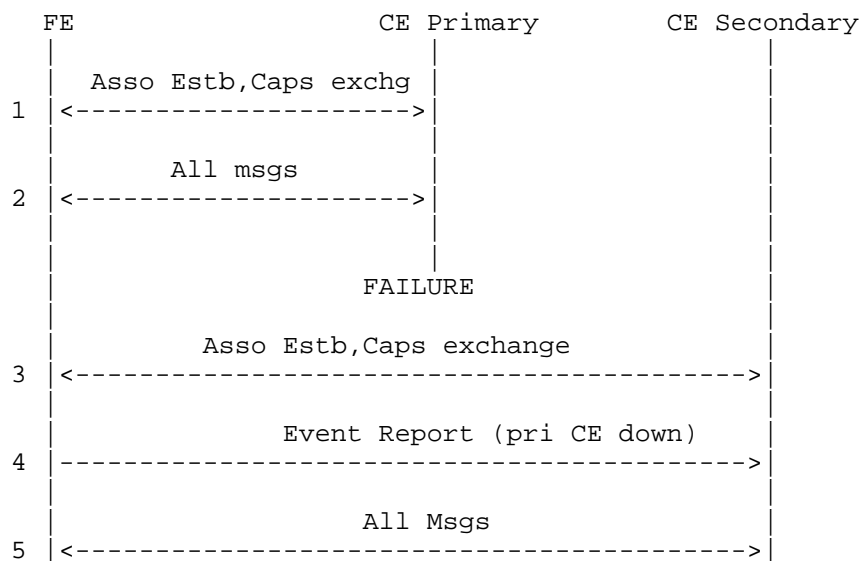 FE CE Primary CE Secondary
Asso Estb,Caps exchg
1 |<--------------------->|
All msgs
2 |<--------------------->|
FAILURE
Asso Estb,Caps exchange
3 |<------------------------------------------>|
Event Report (pri CE down)
4 |------------------------------------------->|
All Msgs
5 |<------------------------------------------>|